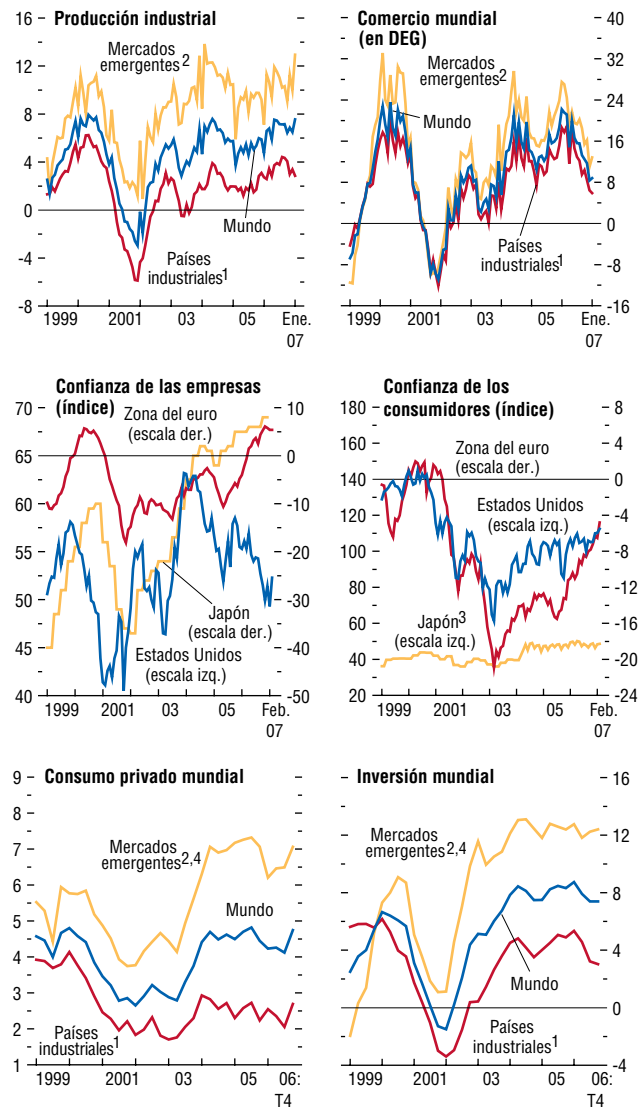 Producción industrial
16
12
8
4
0
-4
-8
Mercados
emergentes2
Mundo
Países
industriales1
1999 2001 03 05 Ene.
07
Comercio mundial
(en DEG)
40
32
24
16
8
0
-8
-16
-24
Mercados
emergentes2
Mundo
Países
industriales1
1999 2001 03 05 Ene.
07
Confianza de las empresas
(índice)
70
65
60
55
50
45
40
10
0
-10
-20
-30
-40
-50
Zona del euro
(escala der.)
Japón
(escala der.)
Estados Unidos
(escala izq.)
1999 2001 03 05 Feb.
07
Confianza de los
consumidores (índice)
180
160
140
120
100
80
60
40
20
8
4
0
-4
-8
-12
-16
-20
-24
Zona del euro
(escala der.)
Estados Unidos
(escala izq.)
Japón3
(escala izq.)
1999 2001 03 05 Feb.
07
Consumo privado mundial
9
8
7
6
5
4
3
2
1
Mercados
emergentes2,4
Mundo
Países
industriales1
1999 2001 03 05 06:
T4
Inversión mundial
16
12
8
4
0
-4
Mercados
emergentes2,4
Mundo
Países
industriales1
1999 2001 03 05 06:
T4